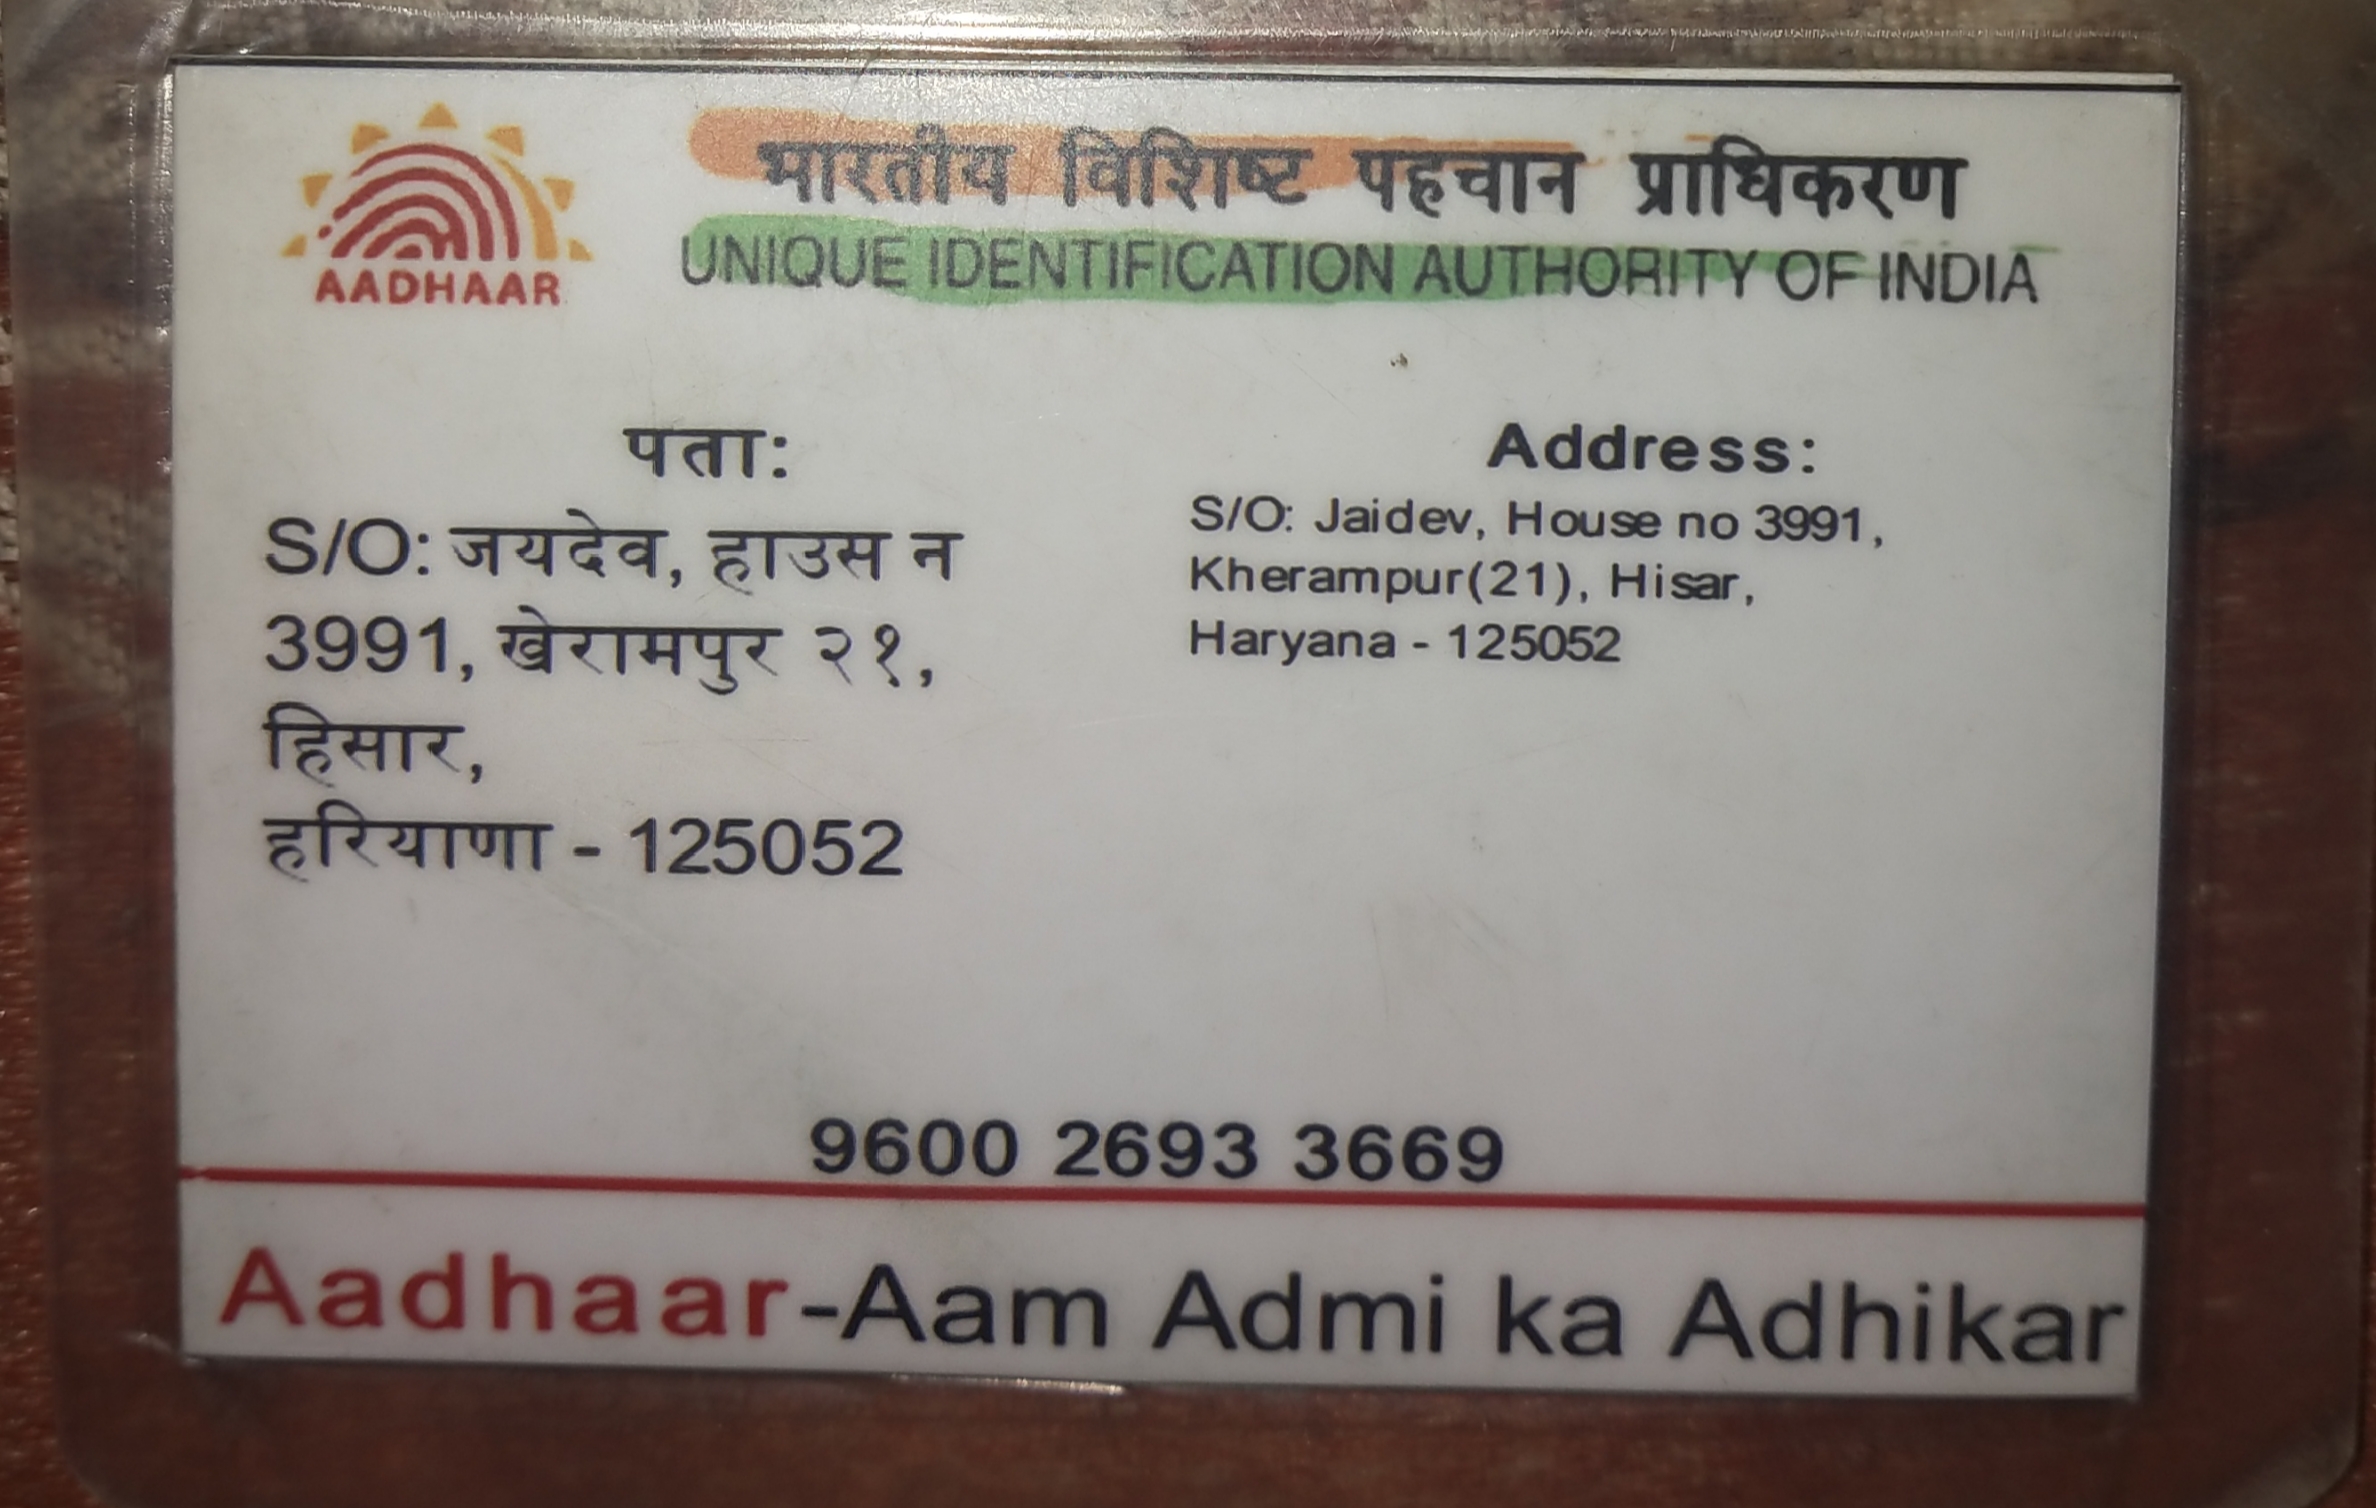 AADHAAR
भारतीय विशिष्ट पहचान प्राधिकरण
UNIQUE IDENTIFICATION AUTHORITY OF INDIA
पता:
S/O: जयदेव, हाउस न
3991, खेरामपुर २१,
हिसार,
हरियाणा - 125052
Address:
S/O: Jaidev, House no 3991,
Kherampur(21), Hisar,
Haryana - 125052
9600 2693 3669
Aadhaar-Aam Admi ka Adhikar